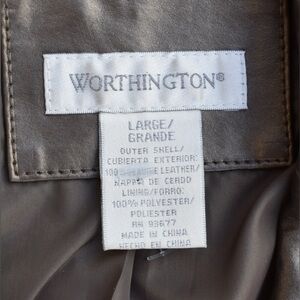 WORTHINGTON®
LARGE/
GRANDE
OUTER SHELL/
CUBIERTA EXTERIOR:
100% GENUINE LEATHER/
NAPPA DE CERDO
LINING/FORRO:
100% POLYESTER/
POLIESTER
RN 93677
MADE IN CHINA
HECHO EN CHINA